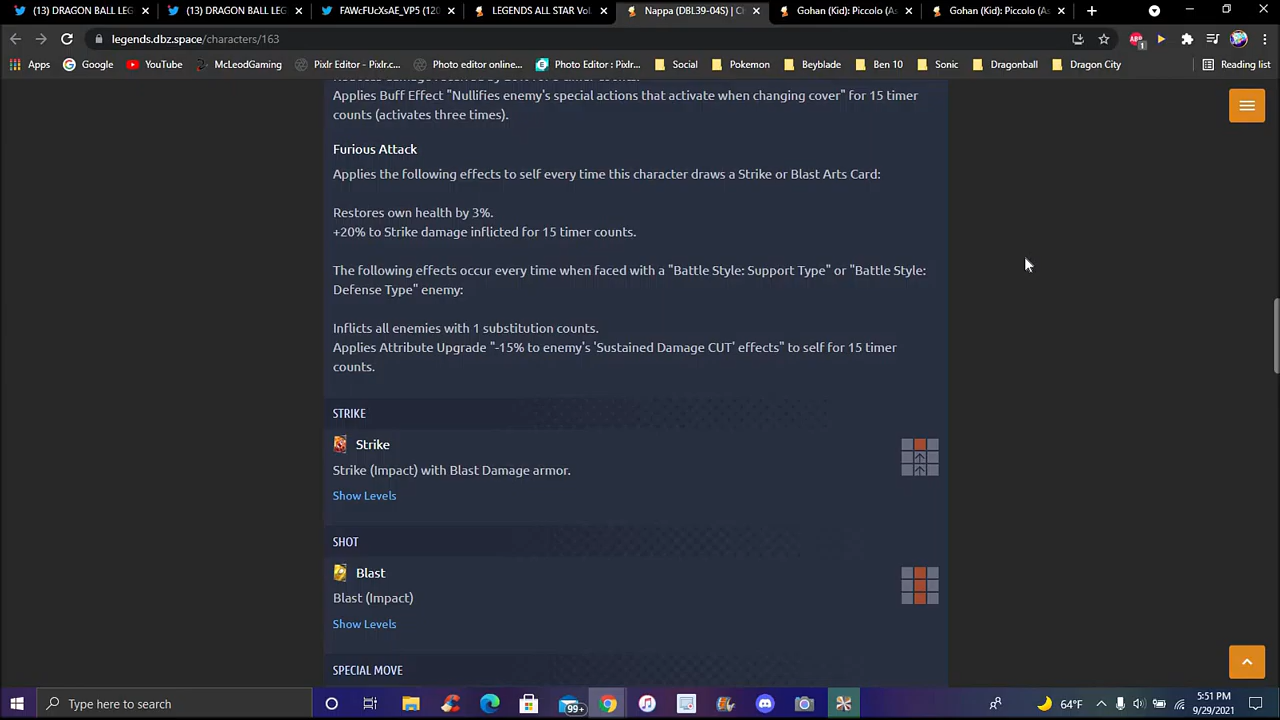 (13) DRAGON BALL LEG
(13) DRAGON BALL LEG
FAWcFUcXsAE_VP5 (120
LEGENDS ALL STAR Vol.
Nappa (DBL39-04S) | C
Gohan (Kid): Piccolo (As
Gohan (Kid): Piccolo (As
legends.dbz.space/characters/163
Apps
Google
YouTube
McLeodGaming
Pixlr Editor - Pixlr.c...
Photo editor online...
Photo Editor : Pixlr...
Social
Pokemon
Beyblade
Ben 10
Sonic
Dragonball
Dragon City
Reading list
Applies Buff Effect "Nullifies enemy's special actions that activate when changing cover" for 15 timer
counts (activates three times).
Furious Attack
Applies the following effects to self every time this character draws a Strike or Blast Arts Card:
Restores own health by 3%.
+20% to Strike damage inflicted for 15 timer counts.
The following effects occur every time when faced with a "Battle Style: Support Type" or "Battle Style:
Defense Type" enemy:
Inflicts all enemies with 1 substitution counts.
Applies Attribute Upgrade "-15% to enemy's 'Sustained Damage CUT' effects" to self for 15 timer
counts.
STRIKE
Strike
Strike (Impact) with Blast Damage armor.
Show Levels
SHOT
Blast
Blast (Impact)
Show Levels
SPECIAL MOVE
Type here to search
99+
64°F
5:51 PM
9/29/2021